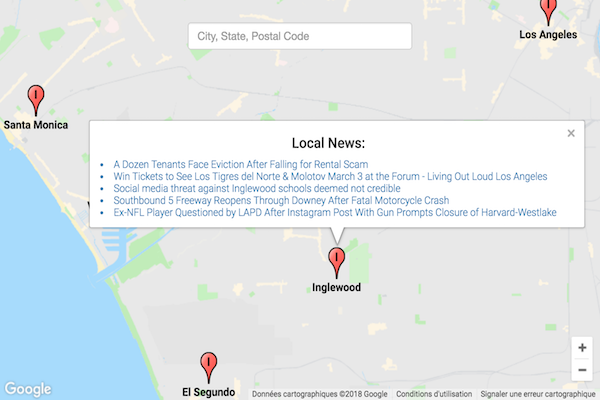 Los Angeles
City, State, Postal Code
Santa Monica
×
Local News:
• A Dozen Tenants Face Eviction After Falling for Rental Scam
• Win Tickets to See Los Tigres del Norte & Molotov March 3 at the Forum - Living Out Loud Los Angeles
• Social media threat against Inglewood schools deemed not credible
• Southbound 5 Freeway Reopens Through Downey After Fatal Motorcycle Crash
• Ex-NFL Player Questioned by LAPD After Instagram Post With Gun Prompts Closure of Harvard-Westlake
Inglewood
+
−
El Segundo
Google
Données cartographiques ©2018 Google
Conditions d'utilisation
Signaler une erreur cartographique